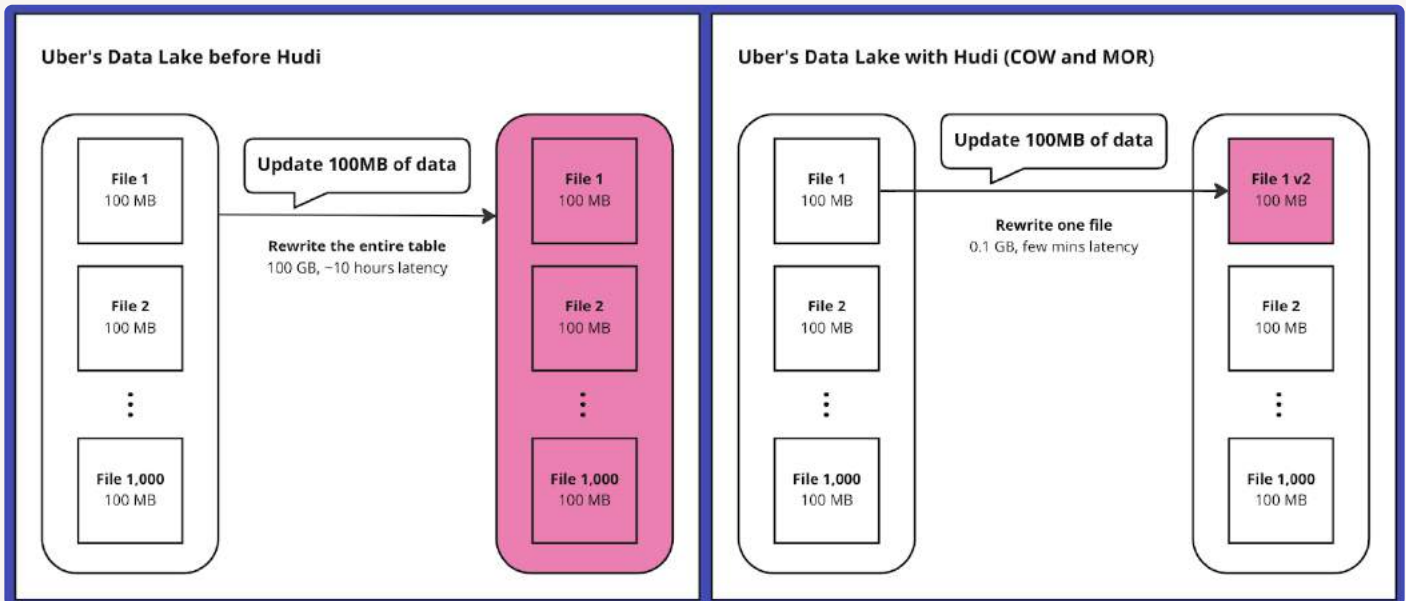 Uber's Data Lake before Hudi
File 1
100 MB
File 2
100 MB
File 1,000
100 MB
Update 100MB of data
Rewrite the entire table
100 GB, ~10 hours latency
File 1
100 MB
File 2
100 MB
File 1,000
100 MB
Uber's Data Lake with Hudi (COW and MOR)
File 1
100 MB
File 2
100 MB
File 1,000
100 MB
Update 100MB of data
Rewrite one file
0.1 GB, few mins latency
File 1 v2
100 MB
File 2
100 MB
File 1,000
100 MB